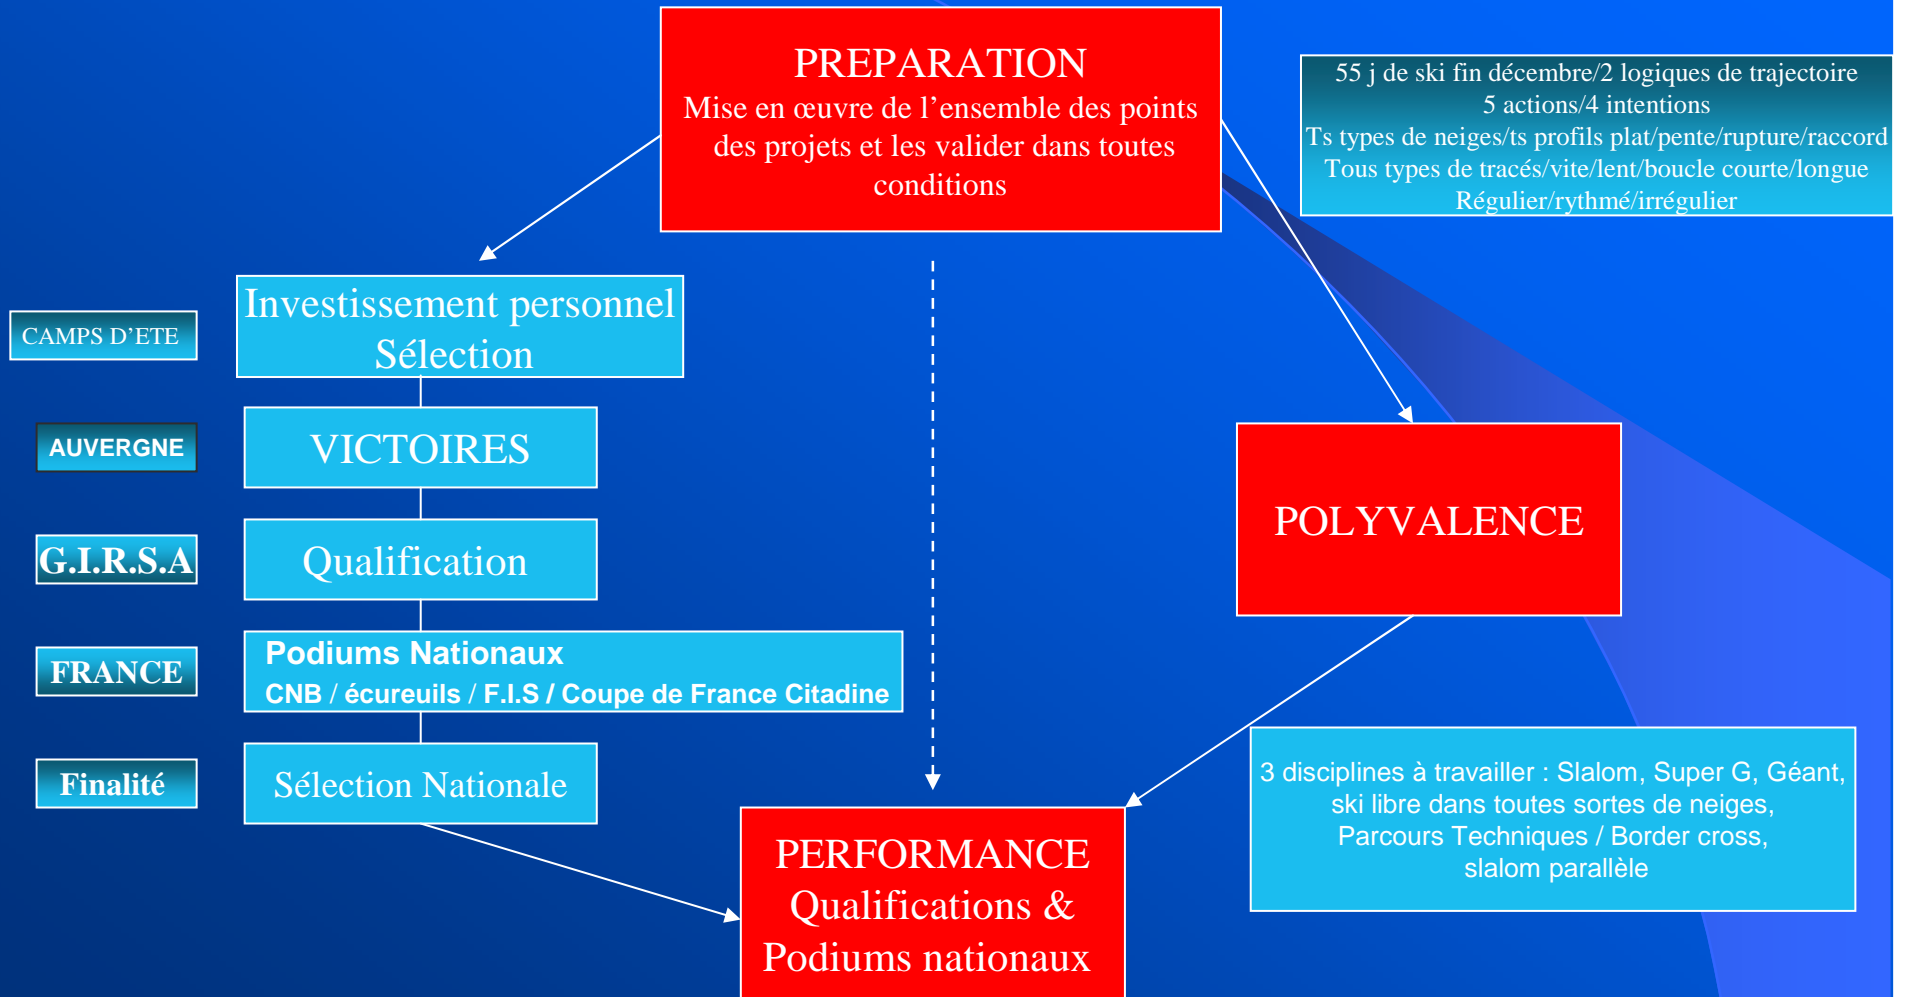 PREPARATION
Mise en œuvre de l’ensemble des points
des projets et les valider dans toutes
conditions
55 j de ski fin décembre/2 logiques de trajectoire
5 actions/4 intentions
Ts types de neiges/ts profils plat/pente/rupture/raccord
Tous types de tracés/vite/lent/boucle courte/longue
Régulier/rythmé/irrégulier
CAMPS D’ETE
Investissement personnel
Sélection
AUVERGNE
VICTOIRES
G.I.R.S.A
Qualification
FRANCE
Podiums Nationaux
CNB / écureuils / F.I.S / Coupe de France Citadine
Finalité
Sélection Nationale
POLYVALENCE
3 disciplines à travailler : Slalom, Super G, Géant,
ski libre dans toutes sortes de neiges,
Parcours Techniques / Border cross,
slalom parallèle
PERFORMANCE
Qualifications &
Podiums nationaux